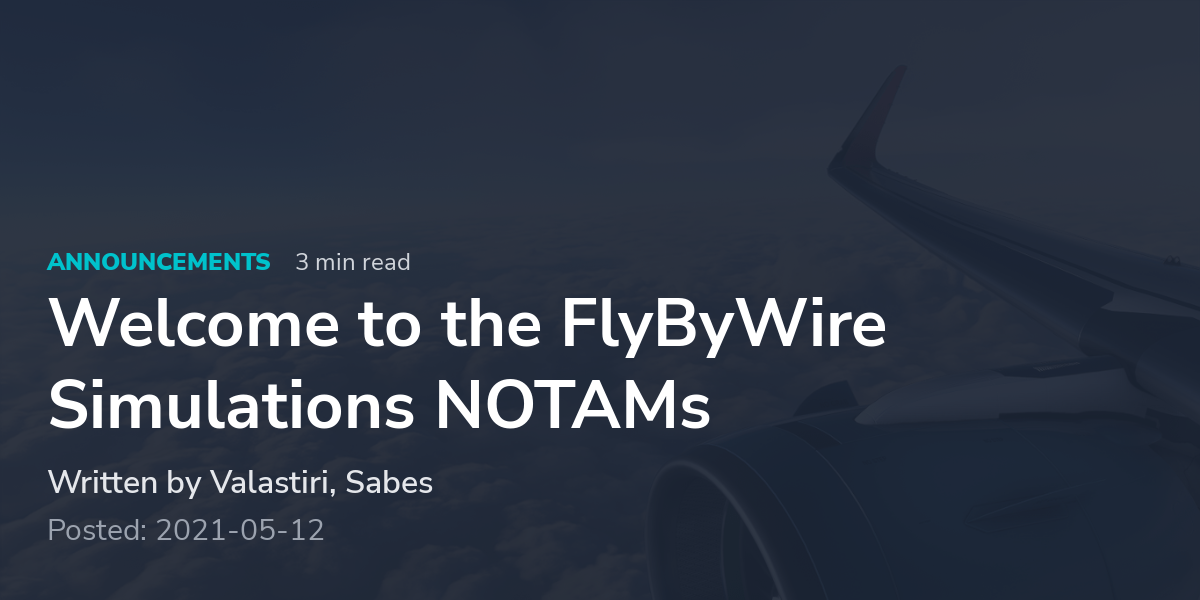 ANNOUNCEMENTS 3 min read
Welcome to the FlyByWire
Simulations NOTAMs
Written by Valastiri, Sabes
Posted: 2021-05-12